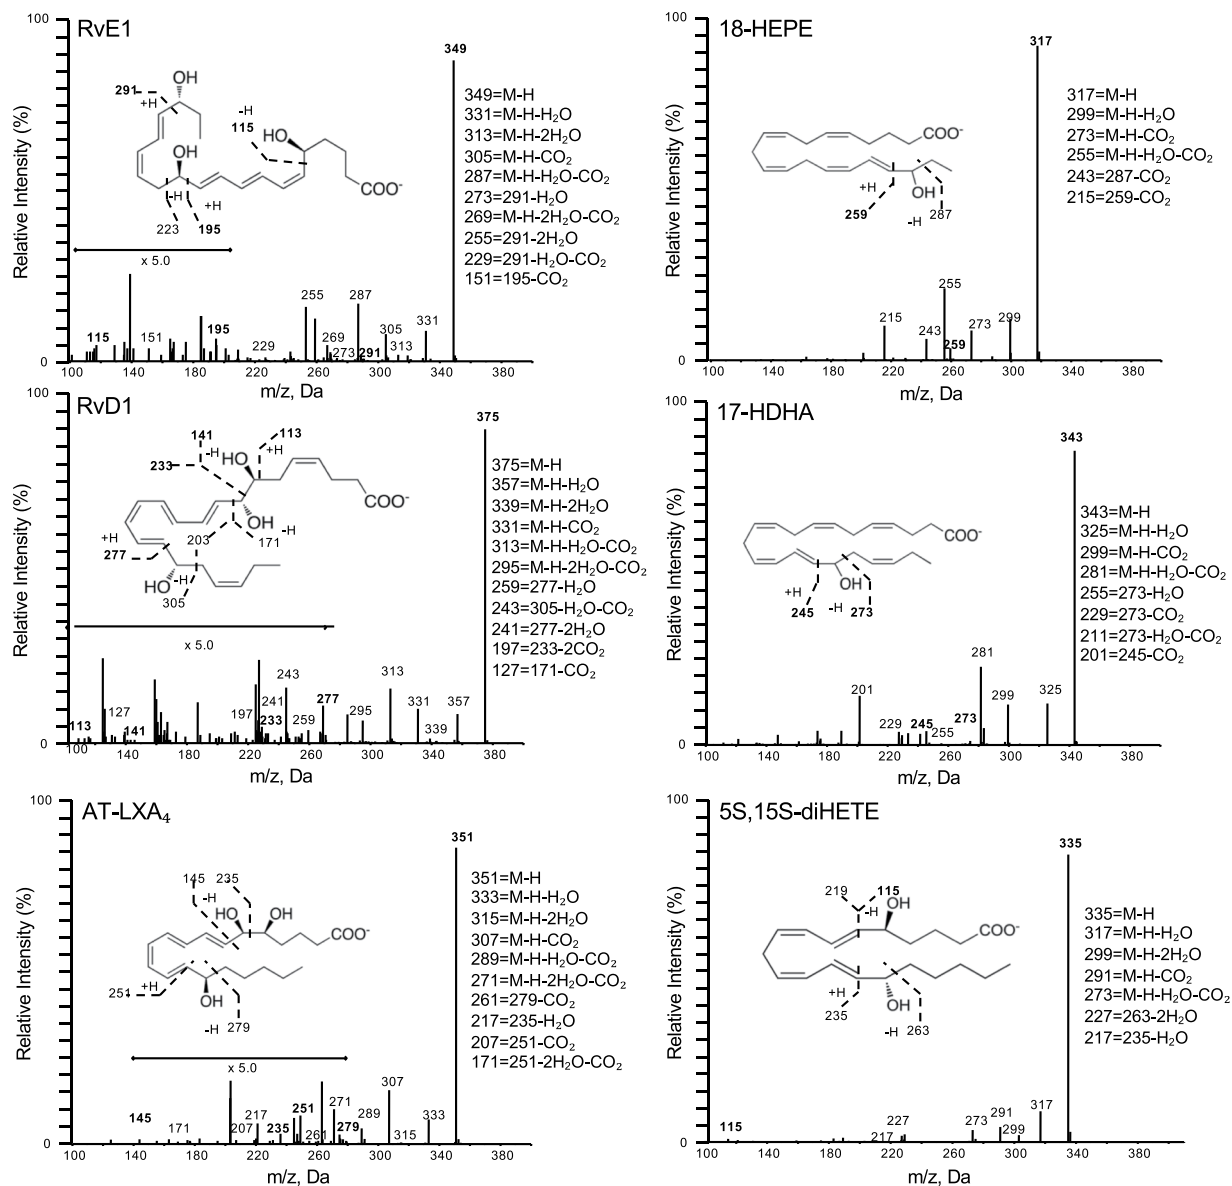 RvE1
100
Relative Intensity (%)
0
OH
291
+H
-H
115
HO
OH
COO-
-H
+H
223
195
x 5.0
349
349=M-H
331=M-H-H2O
313=M-H-2H2O
305=M-H-CO2
287=M-H-H2O-CO2
273=291-H2O
269=M-H-2H2O-CO2
255=291-2H2O
229=291-H2O-CO2
151=195-CO2
115
151
195
229
255
269
273
287
291
305
313
331
100 140 180 220 260 300 340 380
m/z, Da
18-HEPE
100
Relative Intensity (%)
0
317
COO-
+H
OH
259
-H
287
317=M-H
299=M-H-H2O
273=M-H-CO2
255=M-H-H2O-CO2
243=287-CO2
215=259-CO2
215
243
255
259
273
299
100 140 180 220 260 300 340 380
m/z, Da
RvD1
100
Relative Intensity (%)
0
141
-H
113
+H
233
HO
COO-
OH
-H
203
171
+H
277
HO
-H
305
x 5.0
375
375=M-H
357=M-H-H2O
339=M-H-2H2O
331=M-H-CO2
313=M-H-H2O-CO2
295=M-H-2H2O-CO2
259=277-H2O
243=305-H2O-CO2
241=277-2H2O
197=233-2CO2
127=171-CO2
113
127
141
197
233
241
243
259
277
295
313
331
339
357
100 140 180 220 260 300 340 380
m/z, Da
17-HDHA
100
Relative Intensity (%)
0
343
COO-
+H
OH
245
-H
273
343=M-H
325=M-H-H2O
299=M-H-CO2
281=M-H-H2O-CO2
255=273-H2O
229=273-CO2
211=273-H2O-CO2
201=245-CO2
201
229
245
255
273
281
299
325
100 140 180 220 260 300 340 380
m/z, Da
AT-LXA4
100
Relative Intensity (%)
0
145
235
-H
HO
OH
COO-
251
+H
OH
-H
279
x 5.0
351
351=M-H
333=M-H-H2O
315=M-H-2H2O
307=M-H-CO2
289=M-H-H2O-CO2
271=M-H-2H2O-CO2
261=279-CO2
217=235-H2O
207=251-CO2
171=251-2H2O-CO2
145
171
207
217
235
251
261
271
279
289
307
315
333
100 140 180 220 260 300 340 380
m/z, Da
5S,15S-diHETE
100
Relative Intensity (%)
0
219
115
-H
OH
COO-
+H
235
OH
-H
263
335
335=M-H
317=M-H-H2O
299=M-H-2H2O
291=M-H-CO2
273=M-H-H2O-CO2
227=263-2H2O
217=235-H2O
115
217
227
273
291
299
317
100 140 180 220 260 300 340 380
m/z, Da